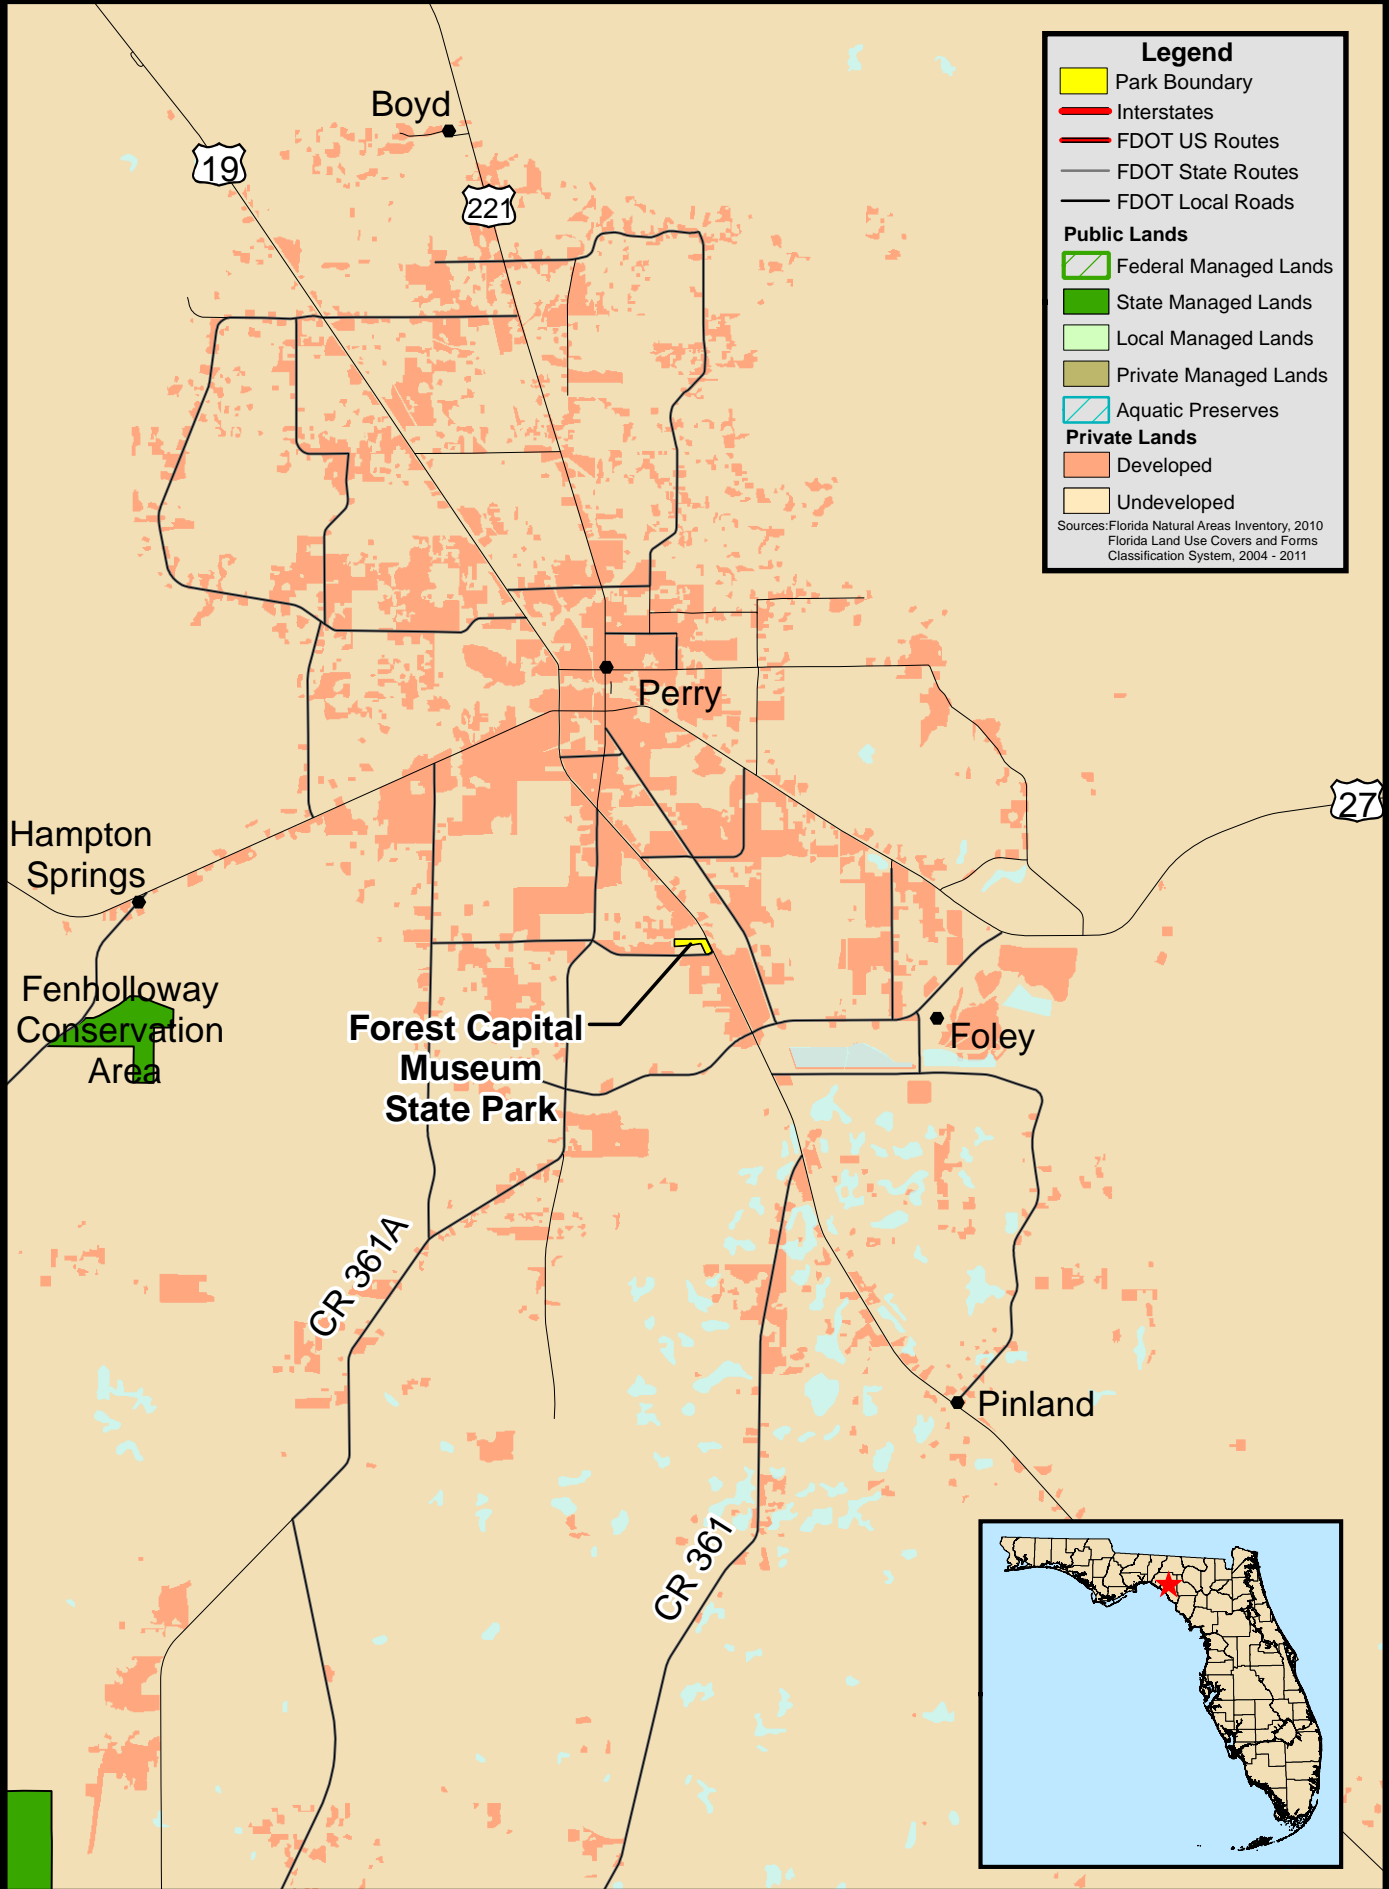 Legend
Park Boundary
Interstates
FDOT US Routes
FDOT State Routes
FDOT Local Roads
Public Lands
Federal Managed Lands
State Managed Lands
Local Managed Lands
Private Managed Lands
Aquatic Preserves
Private Lands
Developed
Undeveloped
Sources:Florida Natural Areas Inventory, 2010
Florida Land Use Covers and Forms
Classification System, 2004 - 2011
Boyd
19
221
Perry
27
Hampton
Springs
Fenholloway
Conservation
Area
Forest Capital
Museum
State Park
Foley
CR 361A
Pinland
CR 361